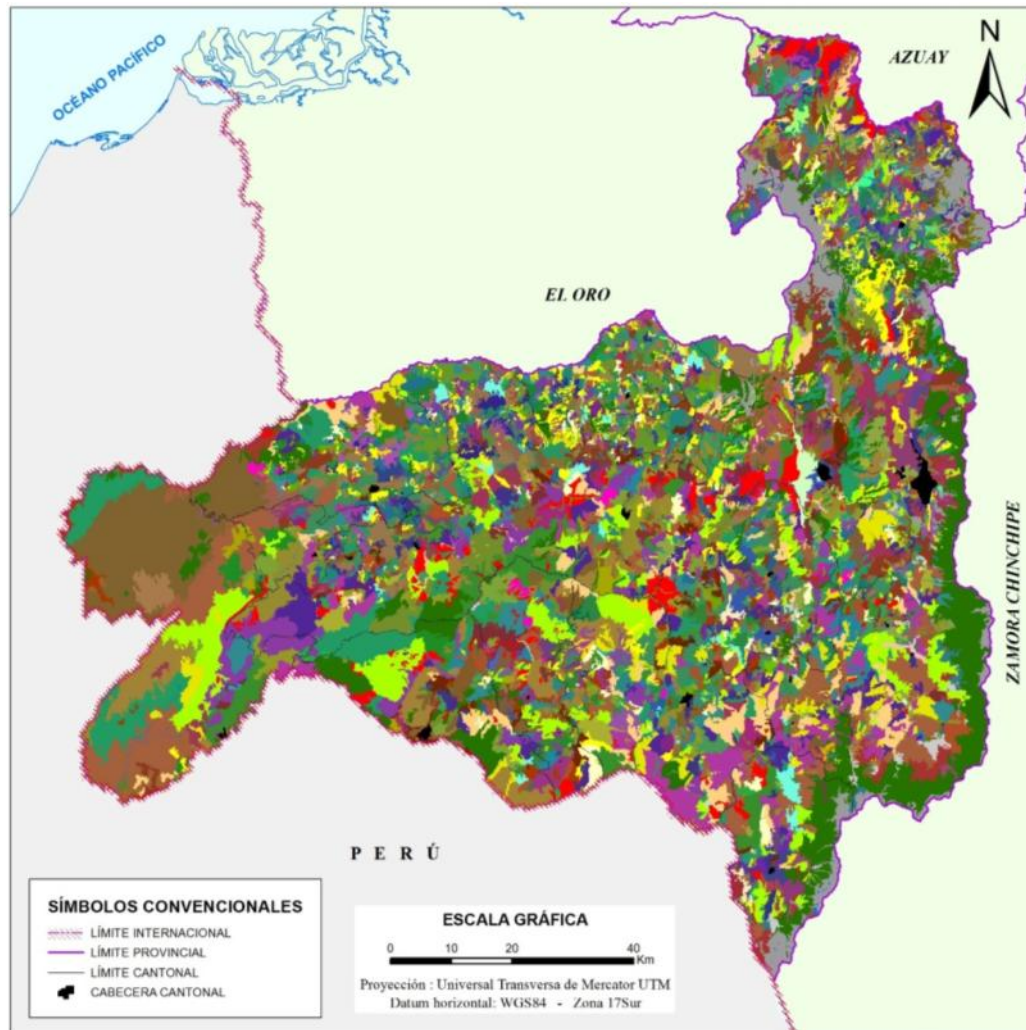 OCÉANO PACÍFICO
N
AZUAY
EL ORO
ZAMORA CHINCHIPE
P E R Ú
SÍMBOLOS CONVENCIONALES
LÍMITE INTERNACIONAL
LÍMITE PROVINCIAL
LÍMITE CANTONAL
CABECERA CANTONAL
ESCALA GRÁFICA
0 10 20 40
Km
Proyección : Universal Transversa de Mercator UTM
Datum horizontal: WGS84 - Zona 17Sur